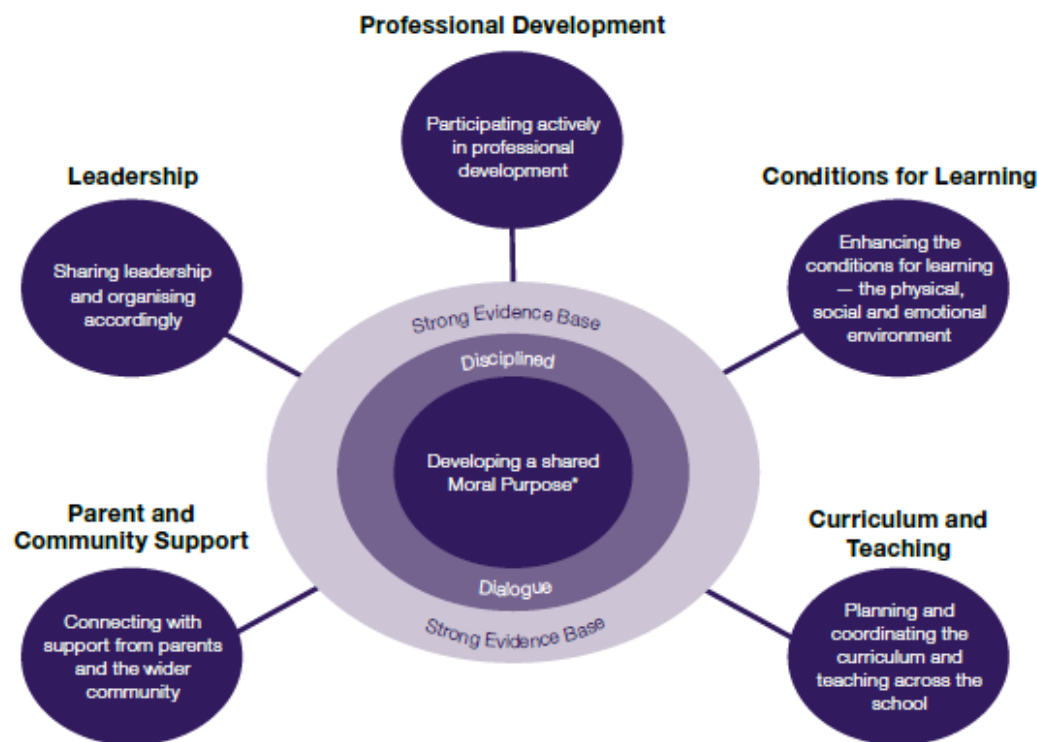 Professional Development
Participating actively
in professional
development
Leadership
Sharing leadership
and organising
accordingly
Conditions for Learning
Enhancing the
conditions for learning
— the physical,
social and emotional
environment
Strong Evidence Base
Disciplined
Developing a shared
Moral Purpose*
Dialogue
Strong Evidence Base
Parent and
Community Support
Connecting with
support from parents
and the wider
community
Curriculum and
Teaching
Planning and
coordinating the
curriculum and
teaching across the
school